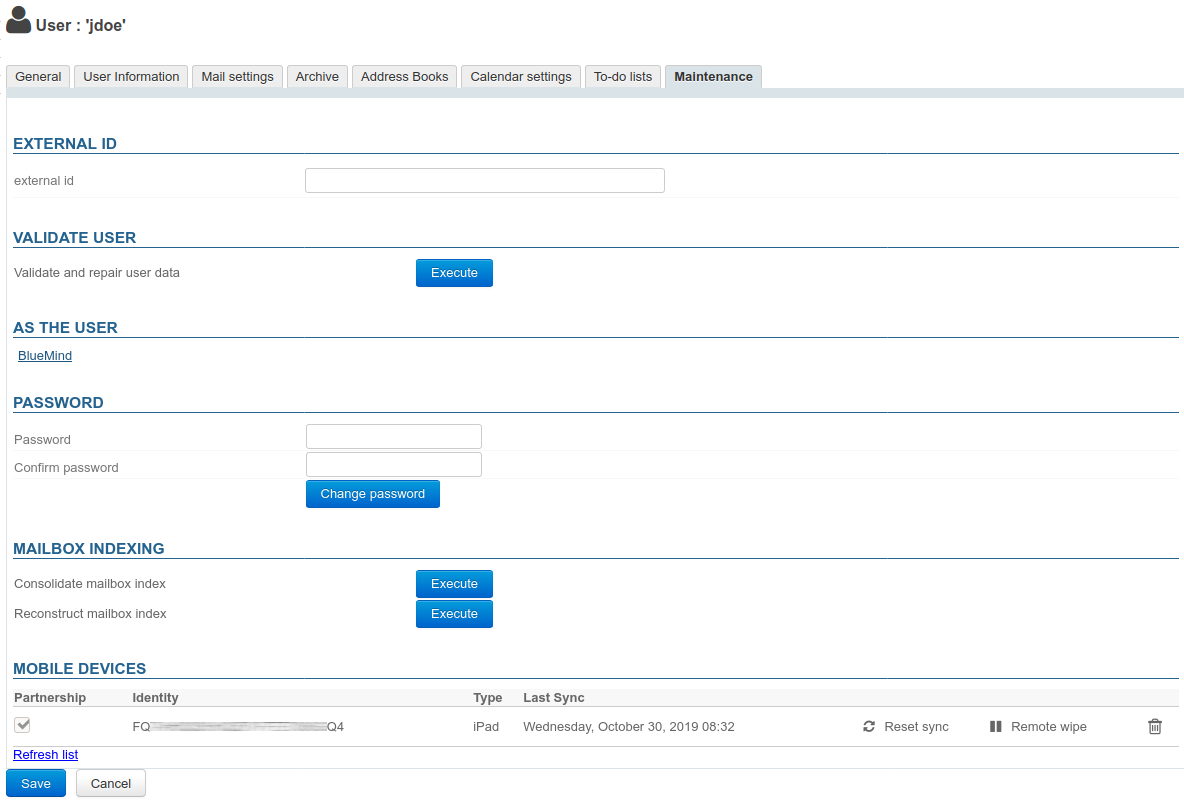 User : 'jdoe'
General User Information Mail settings Archive Address Books Calendar settings To-do lists Maintenance
EXTERNAL ID
external id
VALIDATE USER
Validate and repair user data Execute
AS THE USER
BlueMind
PASSWORD
Password
Confirm password
Change password
MAILBOX INDEXING
Consolidate mailbox index Execute
Reconstruct mailbox index Execute
MOBILE DEVICES
Partnership Identity Type Last Sync
FQ Q4 iPad Wednesday, October 30, 2019 08:32 Reset sync Remote wipe
Refresh list
Save Cancel